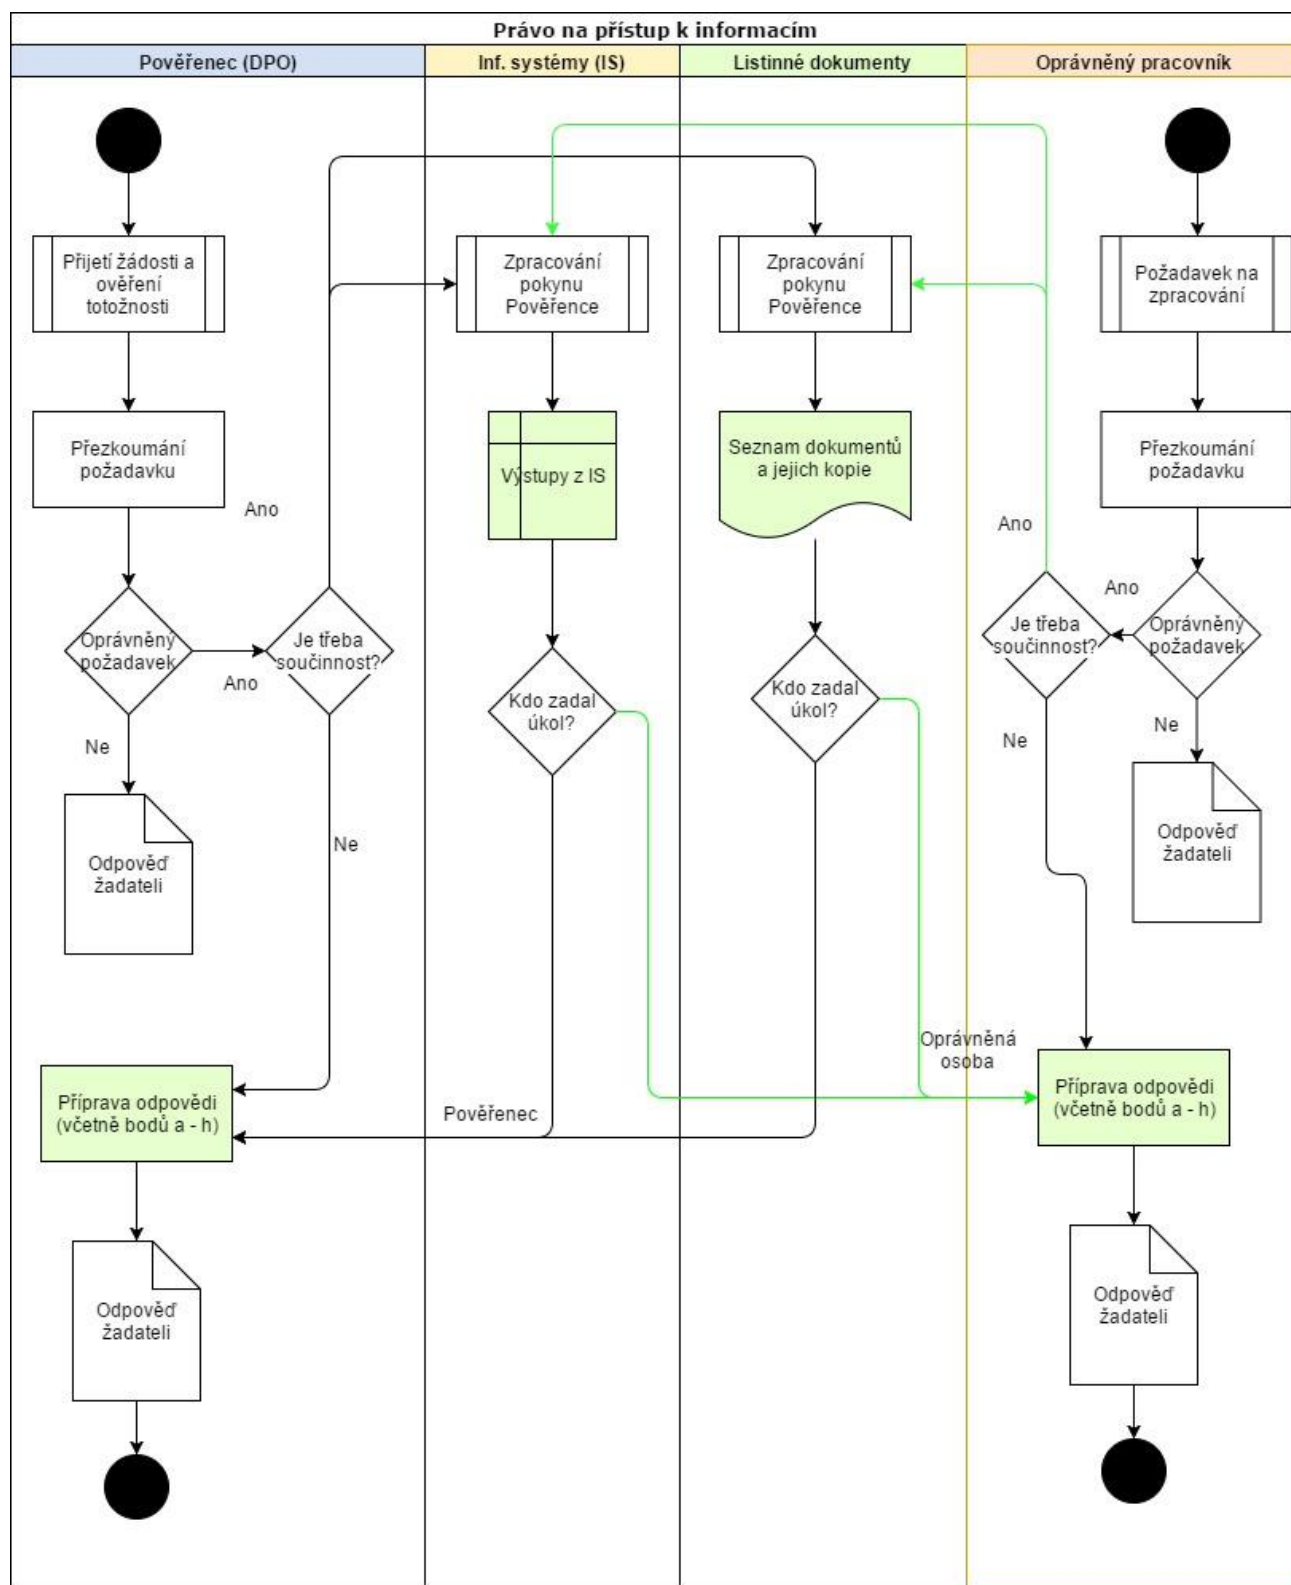 Právo na přístup k informacím
Pověřenec (DPO)
Inf. systémy (IS)
Listinné dokumenty
Oprávněný pracovník
Přijetí žádosti a
ověření
totožnosti
Zpracování
pokynu
Pověřence
Zpracování
pokynu
Pověřence
Požadavek na
zpracování
Přezkoumání
požadavku
Výstupy z IS
Seznam dokumentů
a jejich kopie
Přezkoumání
požadavku
Ano
Ano
Oprávněný
požadavek
Ano
Je třeba
součinnost?
Kdo zadal
úkol?
Kdo zadal
úkol?
Je třeba
součinnost?
Ano
Oprávněný
požadavek
Ne
Ne
Ne
Ne
Odpověď
žadateli
Odpověď
žadateli
Oprávněná
osoba
Příprava odpovědi
(včetně bodů a - h)
Pověřenec
Příprava odpovědi
(včetně bodů a - h)
Odpověď
žadateli
Odpověď
žadateli